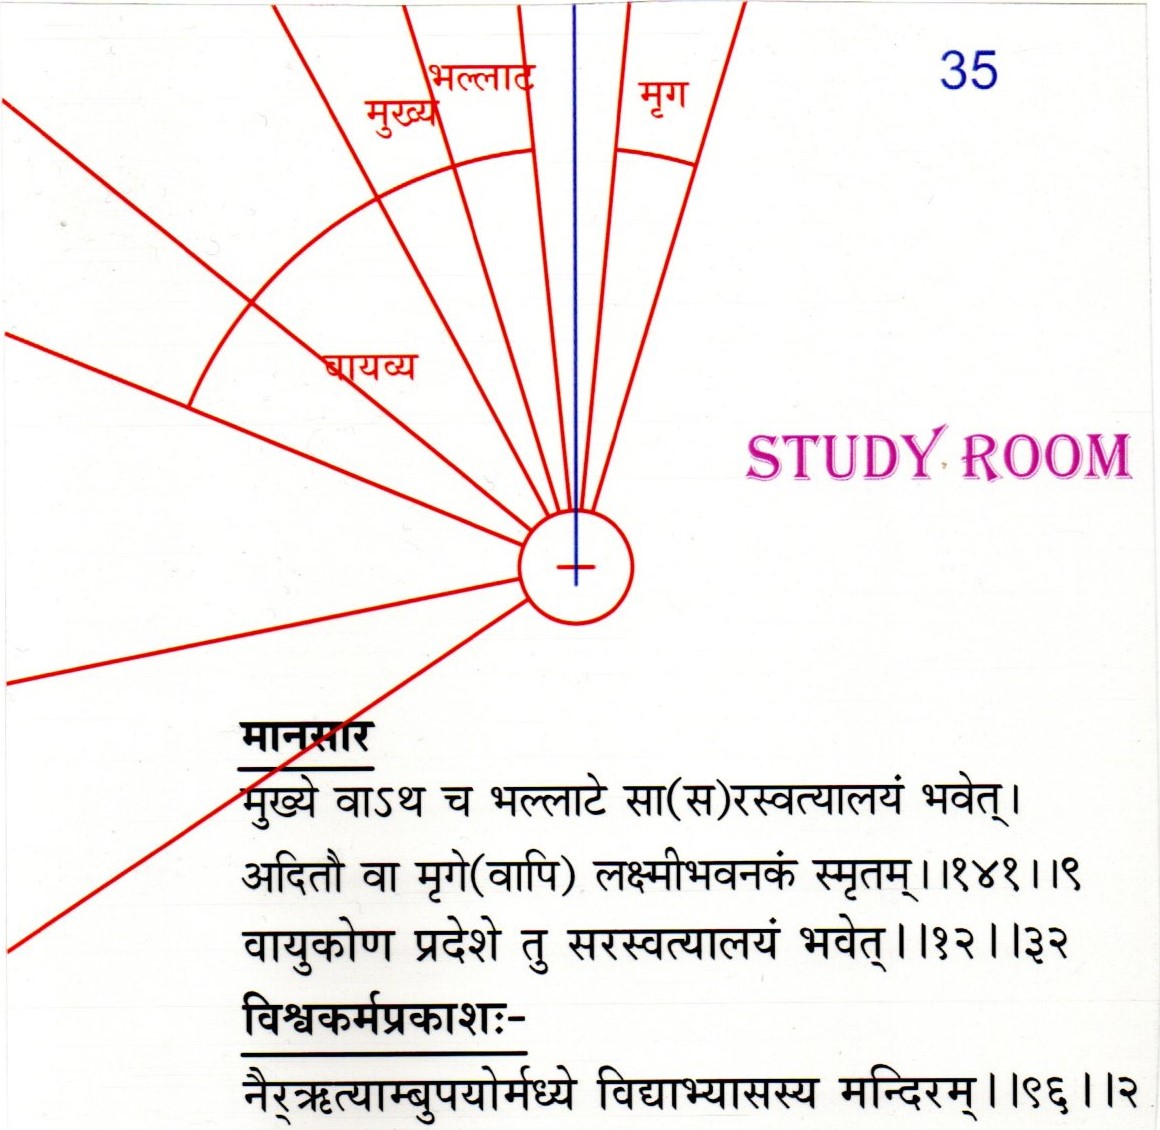 35
भल्लाट
मृग
मुख्य
वायव्य
STUDY ROOM
मानसार
मुख्ये वाऽथ च भल्लाटे सा(स)रस्वत्यालयं भवेत्।
अदितौ वा मृगे(वापि) लक्ष्मीभवनकं स्मृतम्।।१४१।।९
वायुकोण प्रदेशे तु सरस्वत्यालयं भवेत्।।१२।।३२
विश्वकर्मप्रकाशः-
नैर्ऋत्याम्बुपयोर्मध्ये विद्याभ्यासस्य मन्दिरम्।।९६।।२